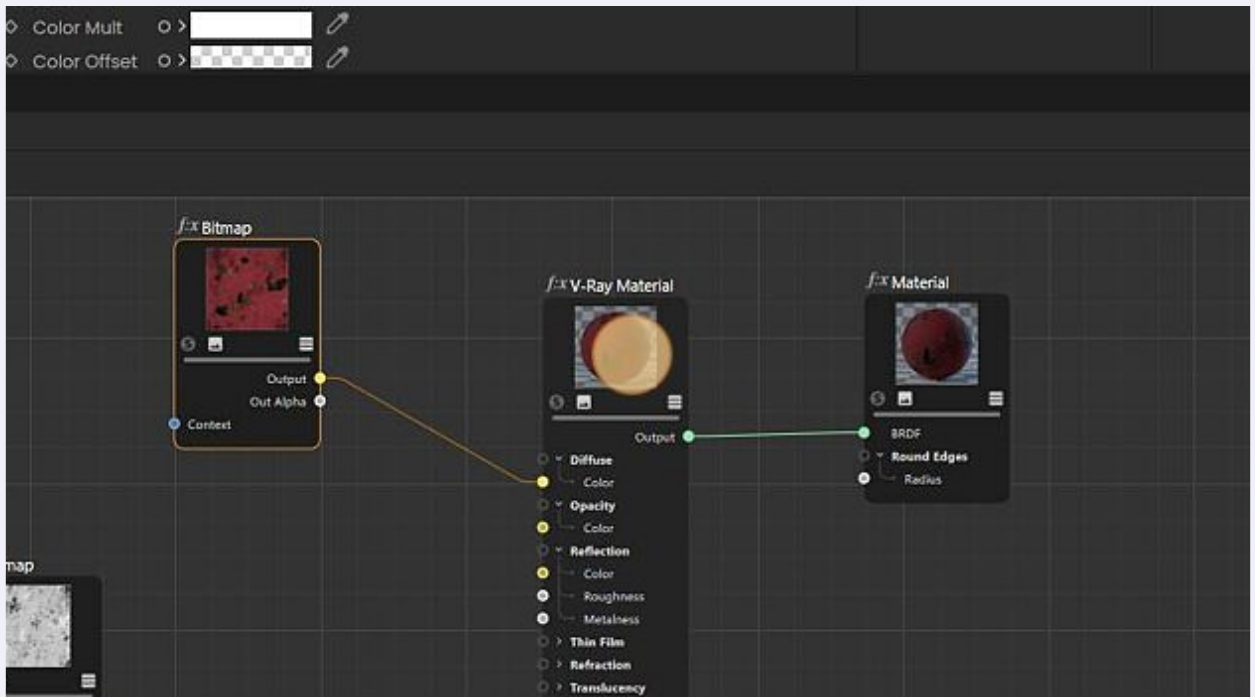 Color Mult
Color Offset
f:x Bitmap
Output
Out Alpha
Context
f:x V-Ray Material
Output
Diffuse
Color
Opacity
Color
Reflection
Color
Roughness
Metalness
Thin Film
Refraction
Translucency
f:x Material
BRDF
Round Edges
Radius
map